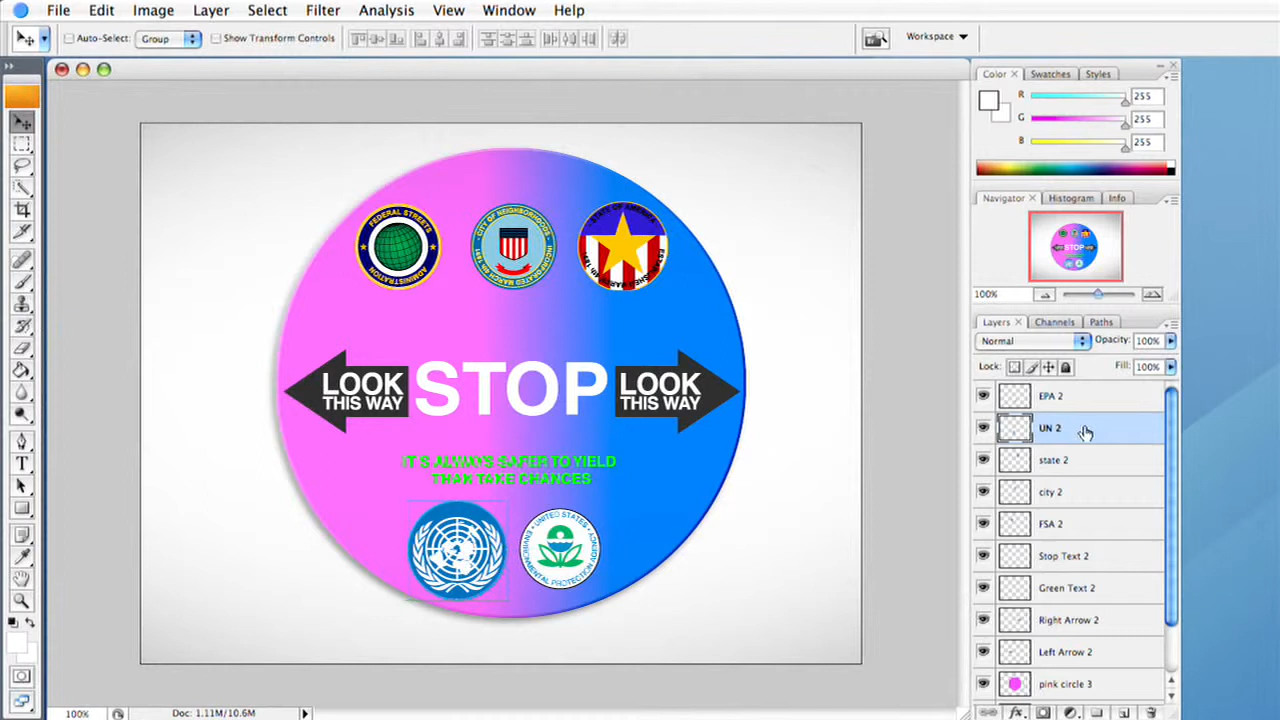 File Edit Image Layer Select Filter Analysis View Window Help
Auto-Select: Group Show Transform Controls Workspace
Color Swatches Styles
R 255
G 255
B 255
Navigator Histogram Info
100%
Layers Channels Paths
Normal Opacity: 100%
Lock: Fill: 100%
EPA 2
UN 2
state 2
city 2
FSA 2
Stop Text 2
Green Text 2
Right Arrow 2
Left Arrow 2
pink circle 3
FEDERAL STREETS
ADMINISTRATION
CITY OF NEIGHBORHOODS
INCORPORATED MARCH 4TH 1891
STATE OF AMERICA
LOOK
THIS WAY
STOP
LOOK
THIS WAY
IT'S ALWAYS SAFER TO YIELD
THAN TAKE CHANCES
UNITED STATES
ENVIRONMENTAL PROTECTION AGENCY
100% Doc: 1.11M/10.6M